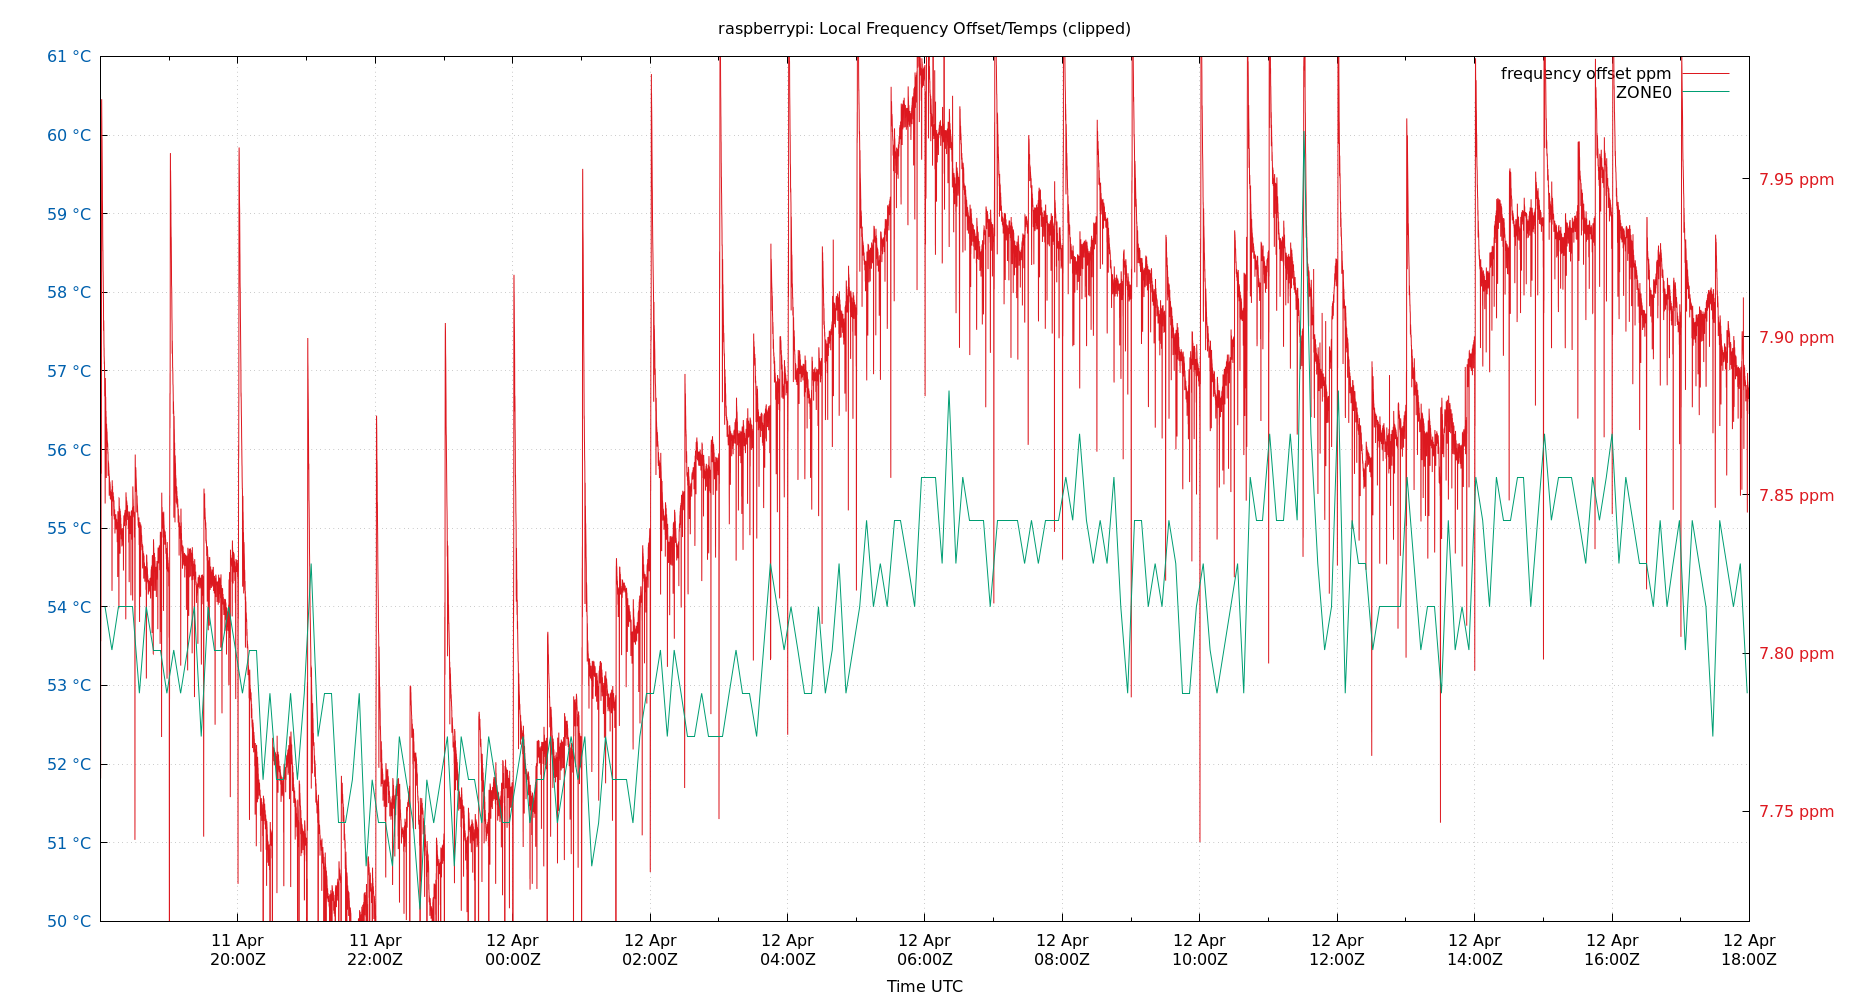 raspberrypi: Local Frequency Offset/Temps (clipped)
61 °C
60 °C
59 °C
58 °C
57 °C
56 °C
55 °C
54 °C
53 °C
52 °C
51 °C
50 °C
frequency offset ppm
ZONE0
7.95 ppm
7.90 ppm
7.85 ppm
7.80 ppm
7.75 ppm
11 Apr 11 Apr 12 Apr 12 Apr 12 Apr 12 Apr 12 Apr 12 Apr 12 Apr 12 Apr 12 Apr 12 Apr
20:00Z 22:00Z 00:00Z 02:00Z 04:00Z 06:00Z 08:00Z 10:00Z 12:00Z 14:00Z 16:00Z 18:00Z
Time UTC